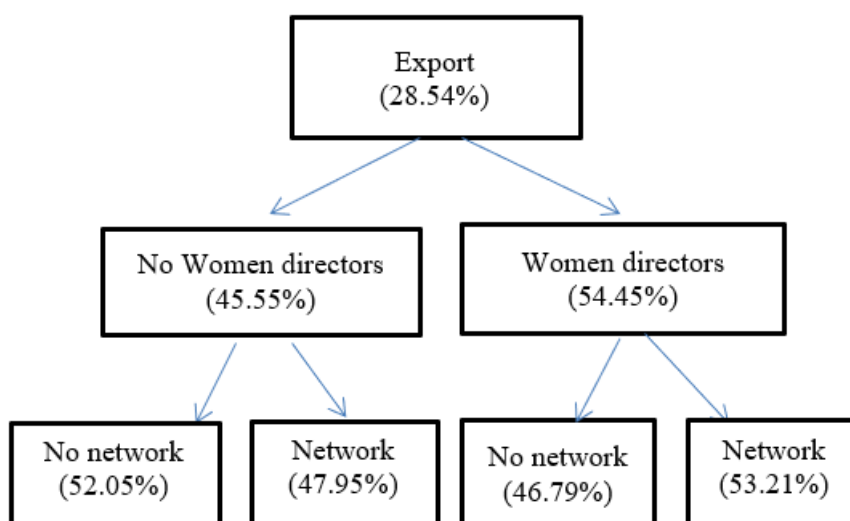 Export
(28.54%)
No Women directors
(45.55%)
Women directors
(54.45%)
No network
(52.05%)
Network
(47.95%)
No network
(46.79%)
Network
(53.21%)